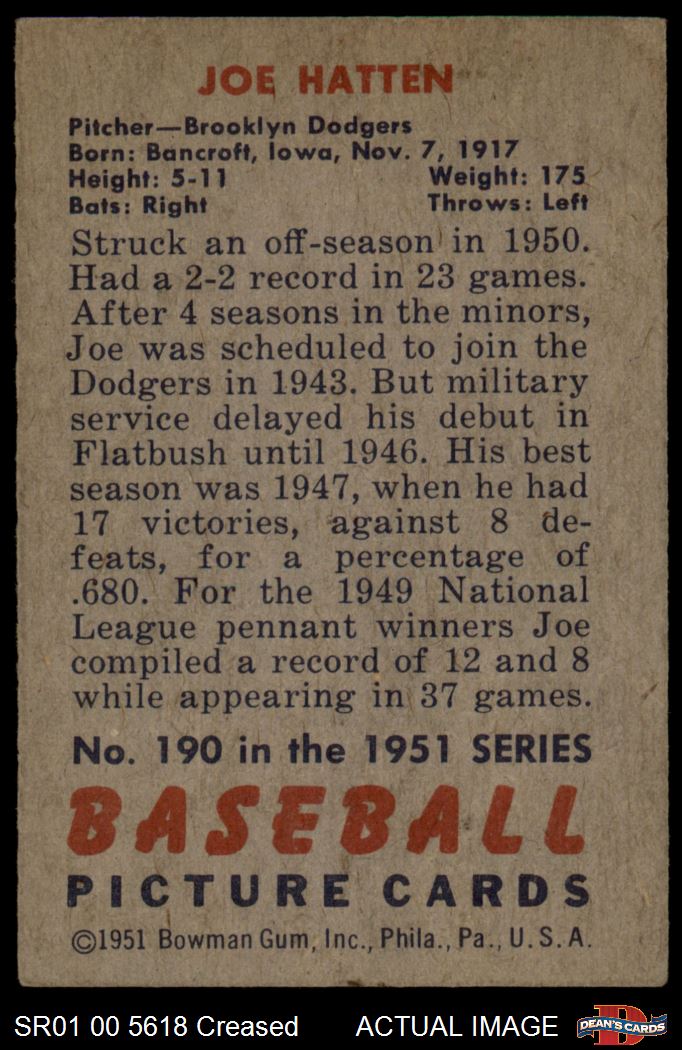 JOE HATTEN
Pitcher—Brooklyn Dodgers
Born: Bancroft, Iowa, Nov. 7, 1917
Height: 5-11 Weight: 175
Bats: Right Throws: Left
Struck an off-season in 1950.
Had a 2-2 record in 23 games.
After 4 seasons in the minors,
Joe was scheduled to join the
Dodgers in 1943. But military
service delayed his debut in
Flatbush until 1946. His best
season was 1947, when he had
17 victories, against 8 de-
feats, for a percentage of
.680. For the 1949 National
League pennant winners Joe
compiled a record of 12 and 8
while appearing in 37 games.
No. 190 in the 1951 SERIES
BASEBALL
PICTURE CARDS
©1951 Bowman Gum, Inc., Phila., Pa., U.S.A.
SR01 00 5618 Creased ACTUAL IMAGE D DEAN'S CARDS